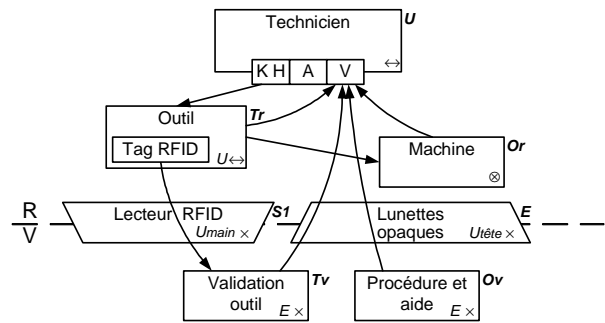 Technicien U
↔
K H A V
Outil Tr
Tag RFID
U↔
Machine Or
⊗
R
V
Lecteur RFID S1
Umain ×
Lunettes E
opaques Utête ×
Validation Tv
outil
E ×
Procédure et Ov
aide
E ×